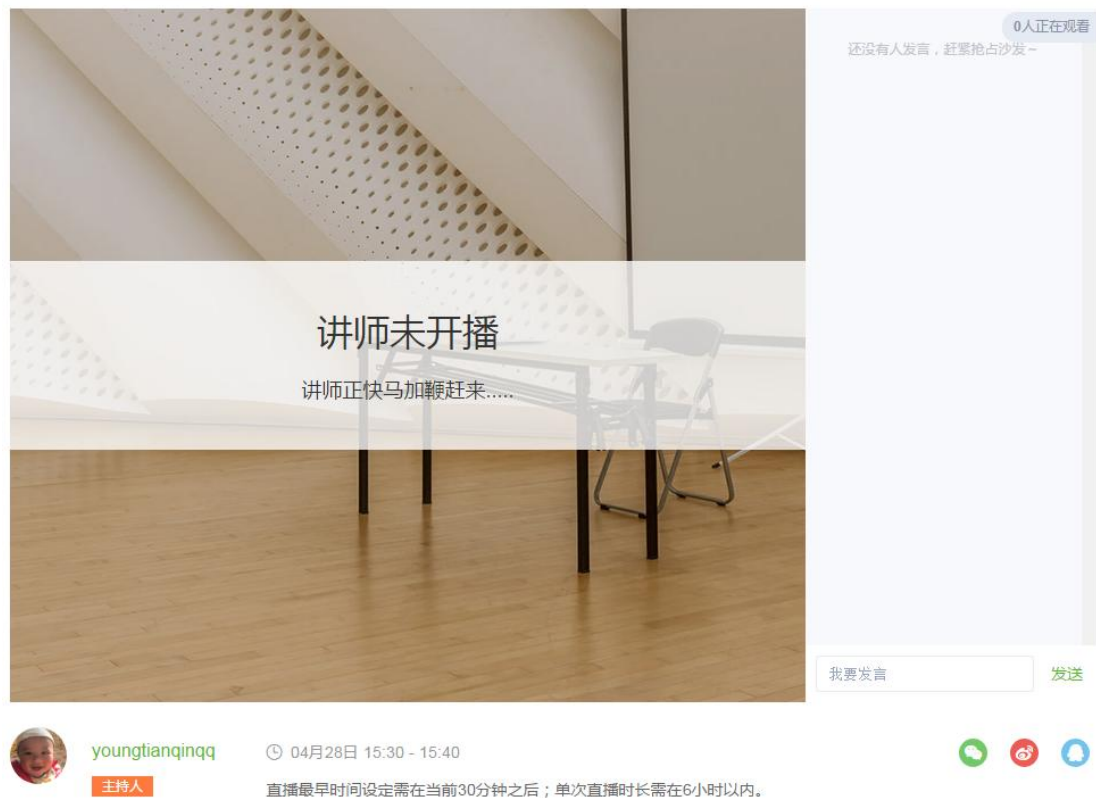 0人正在观看
还没有人发言，赶紧抢占沙发~
讲师未开播
讲师正快马加鞭赶来.....
我要发言
发送
youngtianqinqq
04月28日 15:30 - 15:40
主持人
直播最早时间设定需在当前30分钟之后；单次直播时长需在6小时以内。